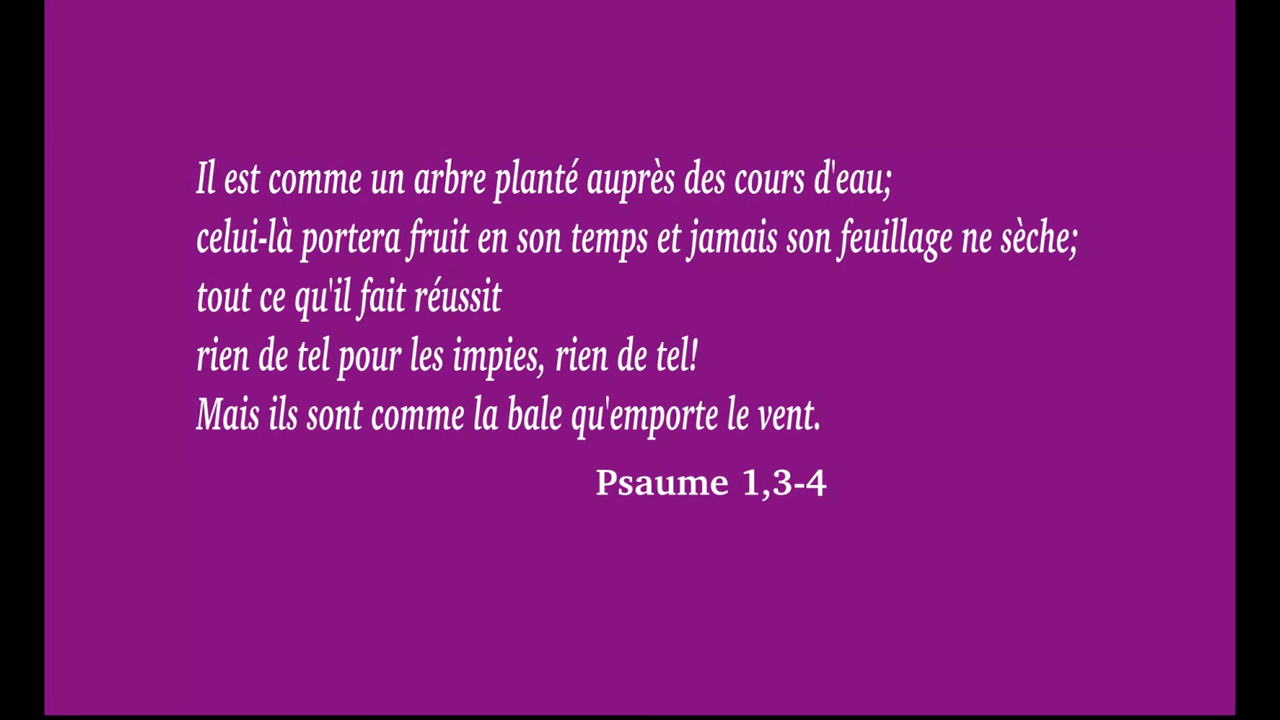 Il est comme un arbre planté auprès des cours d'eau;
celui-là portera fruit en son temps et jamais son feuillage ne sèche;
tout ce qu'il fait réussit
rien de tel pour les impies, rien de tel!
Mais ils sont comme la bale qu'emporte le vent.
Psaume 1,3-4